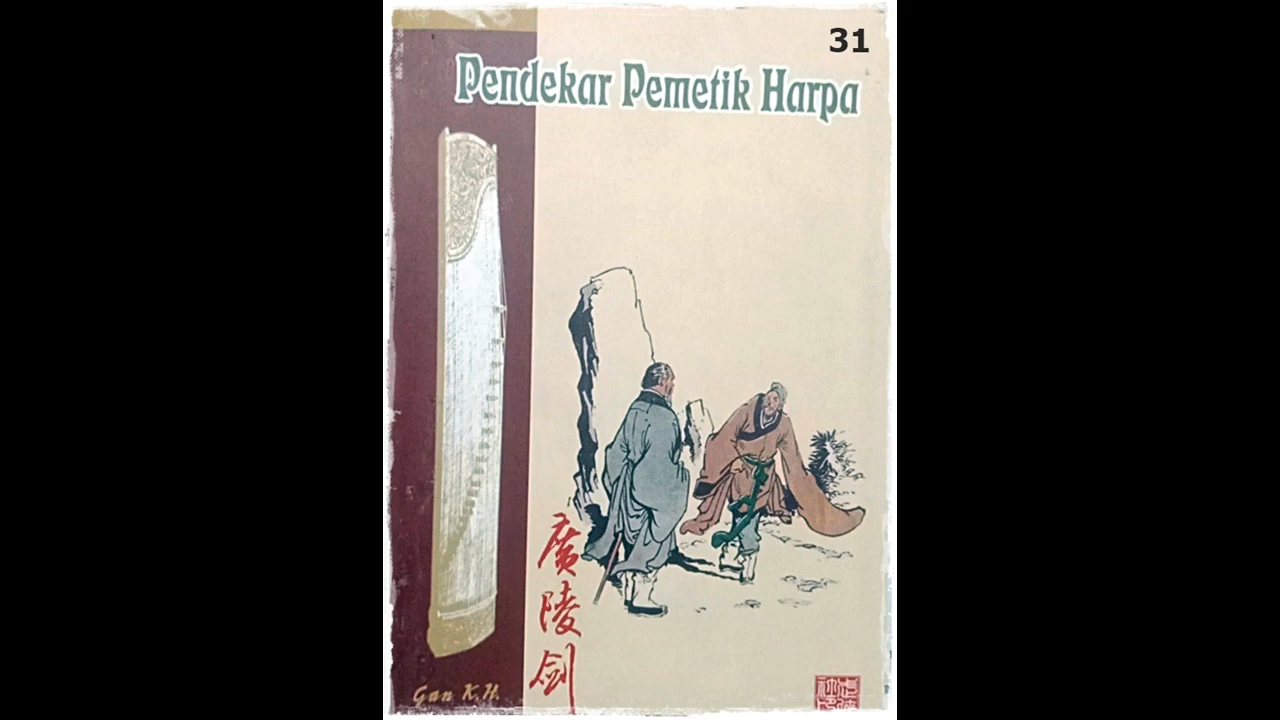 31
Pendekar Pemetik Harpa
廣陵劍
Gan K.H.